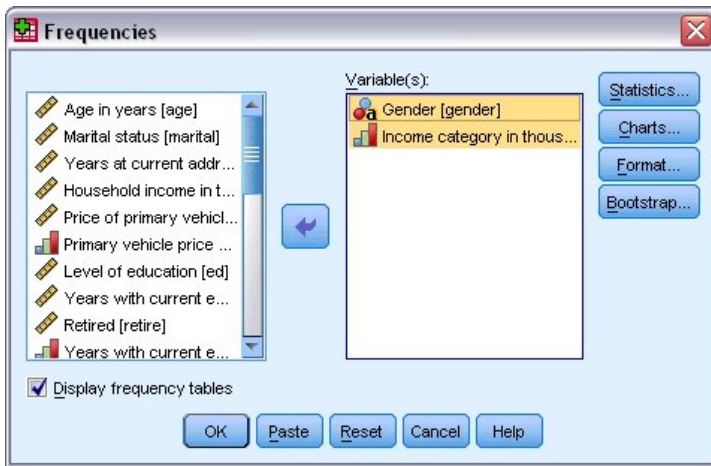 Frequencies
Variable(s):
Age in years [age]
Marital status [marital]
Years at current addr...
Household income in t...
Price of primary vehicl...
Primary vehicle price ...
Level of education [ed]
Years with current e...
Retired [retire]
Years with current e...
a Gender [gender]
Income category in thous...
Statistics...
Charts...
Format...
Bootstrap...
Display frequency tables
OK
Paste
Reset
Cancel
Help